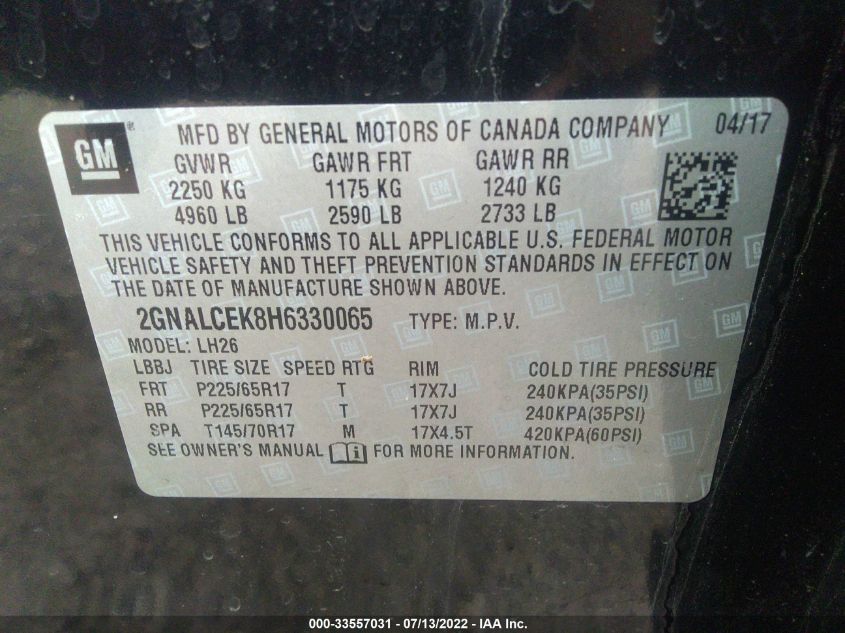 GM ® MFD BY GENERAL MOTORS OF CANADA COMPANY 04/17
GVWR GAWR FRT GAWR RR
2250 KG 1175 KG 1240 KG
4960 LB 2590 LB 2733 LB
THIS VEHICLE CONFORMS TO ALL APPLICABLE U.S. FEDERAL MOTOR
VEHICLE SAFETY AND THEFT PREVENTION STANDARDS IN EFFECT ON
THE DATE OF MANUFACTURE SHOWN ABOVE.
2GNALCEK8H6330065 TYPE: M.P.V.
MODEL: LH26
LBBJ TIRE SIZE SPEED RTG RIM COLD TIRE PRESSURE
FRT P225/65R17 T 17X7J 240KPA(35PSI)
RR P225/65R17 T 17X7J 240KPA(35PSI)
SPA T145/70R17 M 17X4.5T 420KPA(60PSI)
SEE OWNER'S MANUAL FOR MORE INFORMATION.
000-33557031 - 07/13/2022 - IAA Inc.